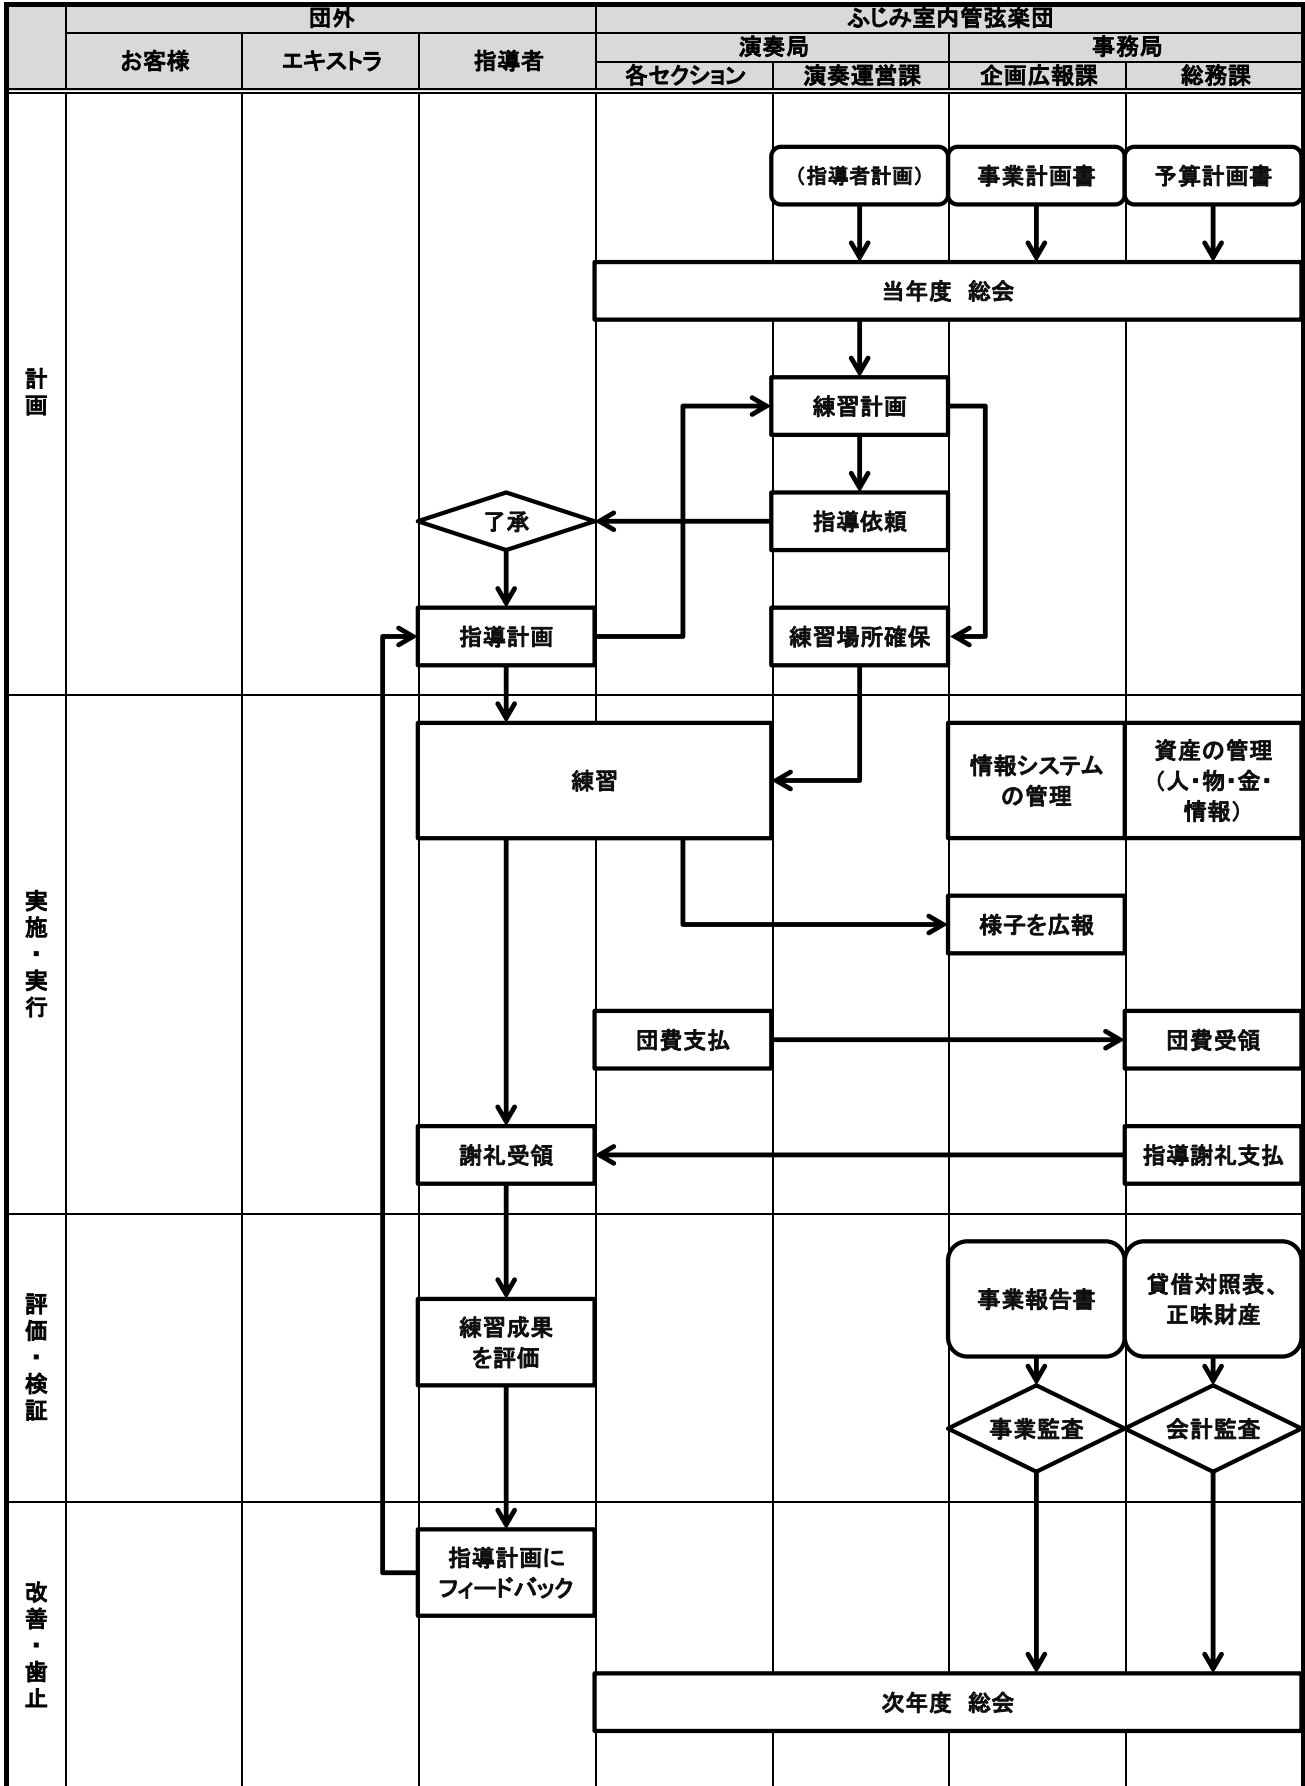 団外
ふじみ室内管弦楽団
お客様
エキストラ
指導者
演奏局
事務局
各セクション
演奏運営課
企画広報課
総務課
計画
(指導者計画)
事業計画書
予算計画書
当年度　総会
練習計画
了承
指導依頼
指導計画
練習場所確保
実施・実行
練習
情報システム
の管理
資産の管理
(人・物・金・
情報)
様子を広報
団費支払
団費受領
謝礼受領
指導謝礼支払
評価・検証
事業報告書
貸借対照表、
正味財産
練習成果
を評価
事業監査
会計監査
改善・歯止
指導計画に
フィードバック
次年度　総会